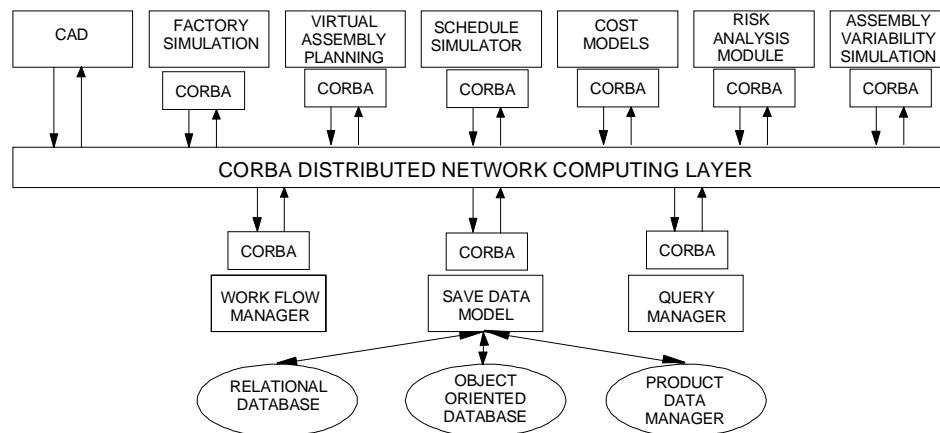 CAD
FACTORY
SIMULATION
VIRTUAL
ASSEMBLY
PLANNING
SCHEDULE
SIMULATOR
COST
MODELS
RISK
ANALYSIS
MODULE
ASSEMBLY
VARIABILITY
SIMULATION
CORBA
CORBA
CORBA
CORBA
CORBA
CORBA
CORBA DISTRIBUTED NETWORK COMPUTING LAYER
CORBA
CORBA
CORBA
WORK FLOW
MANAGER
SAVE DATA
MODEL
QUERY
MANAGER
RELATIONAL
DATABASE
OBJECT
ORIENTED
DATABASE
PRODUCT
DATA
MANAGER